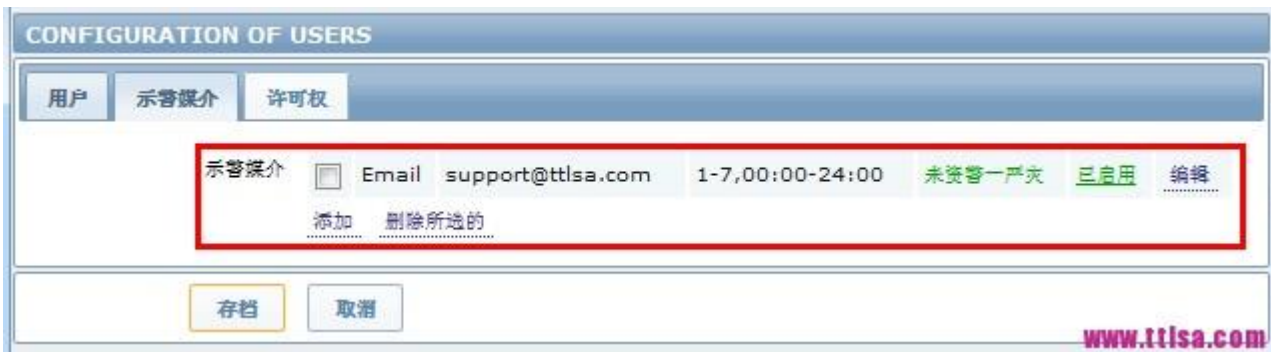 CONFIGURATION OF USERS
用户 示警媒介 许可权
示警媒介 Email support@ttlsa.com 1-7,00:00-24:00 未资警一严灾 已启用 编辑
添加 删除所选的
存档 取消
www.ttlsa.com